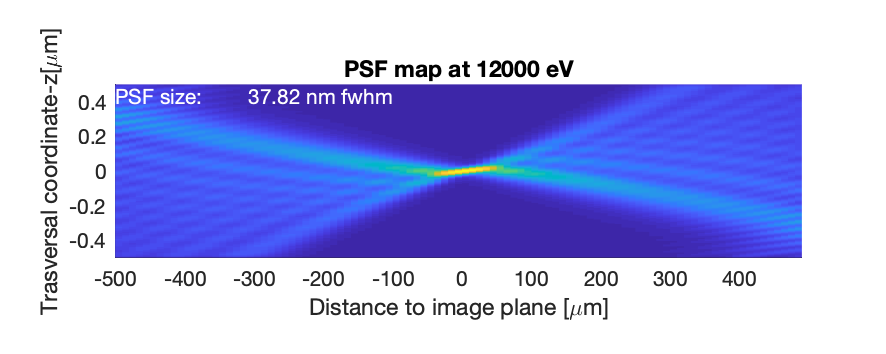 PSF map at 12000 eV
Trasversal coordinate-z[μm]
PSF size: 37.82 nm fwhm
0.4
0.2
0
-0.2
-0.4
-500 -400 -300 -200 -100 0 100 200 300 400
Distance to image plane [μm]